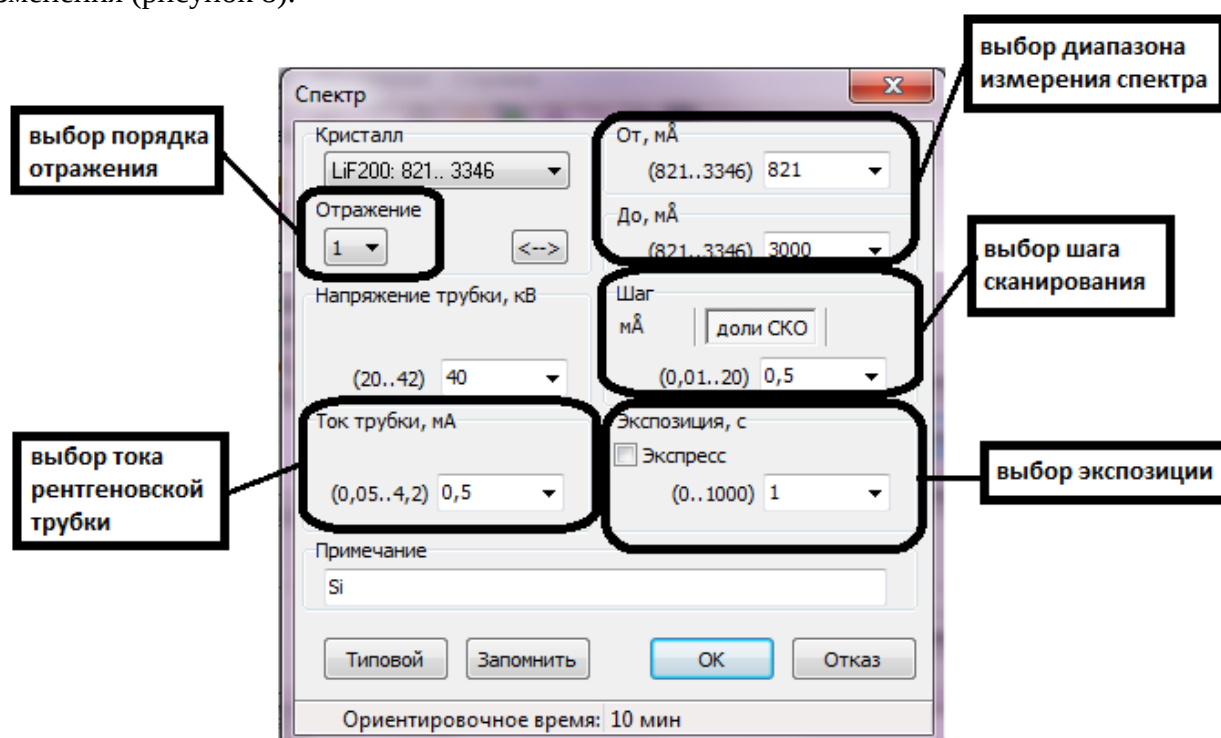 (рисунок 8).
выбор диапазона
измерения спектра
Спектр
выбор порядка
отражения
Кристалл
LiF200: 821.. 3346
Отражение
1
<-->
От, мÅ
(821..3346) 821
До, мÅ
(821..3346) 3000
выбор шага
сканирования
Напряжение трубки, кВ
(20..42) 40
Шаг
мÅ
доли СКО
(0,01..20) 0,5
выбор тока
рентгеновской
трубки
Ток трубки, мА
(0,05..4,2) 0,5
Экспозиция, с
Экспресс
(0..1000) 1
выбор экспозиции
Примечание
Si
Типовой
Запомнить
OK
Отказ
Ориентировочное время: 10 мин